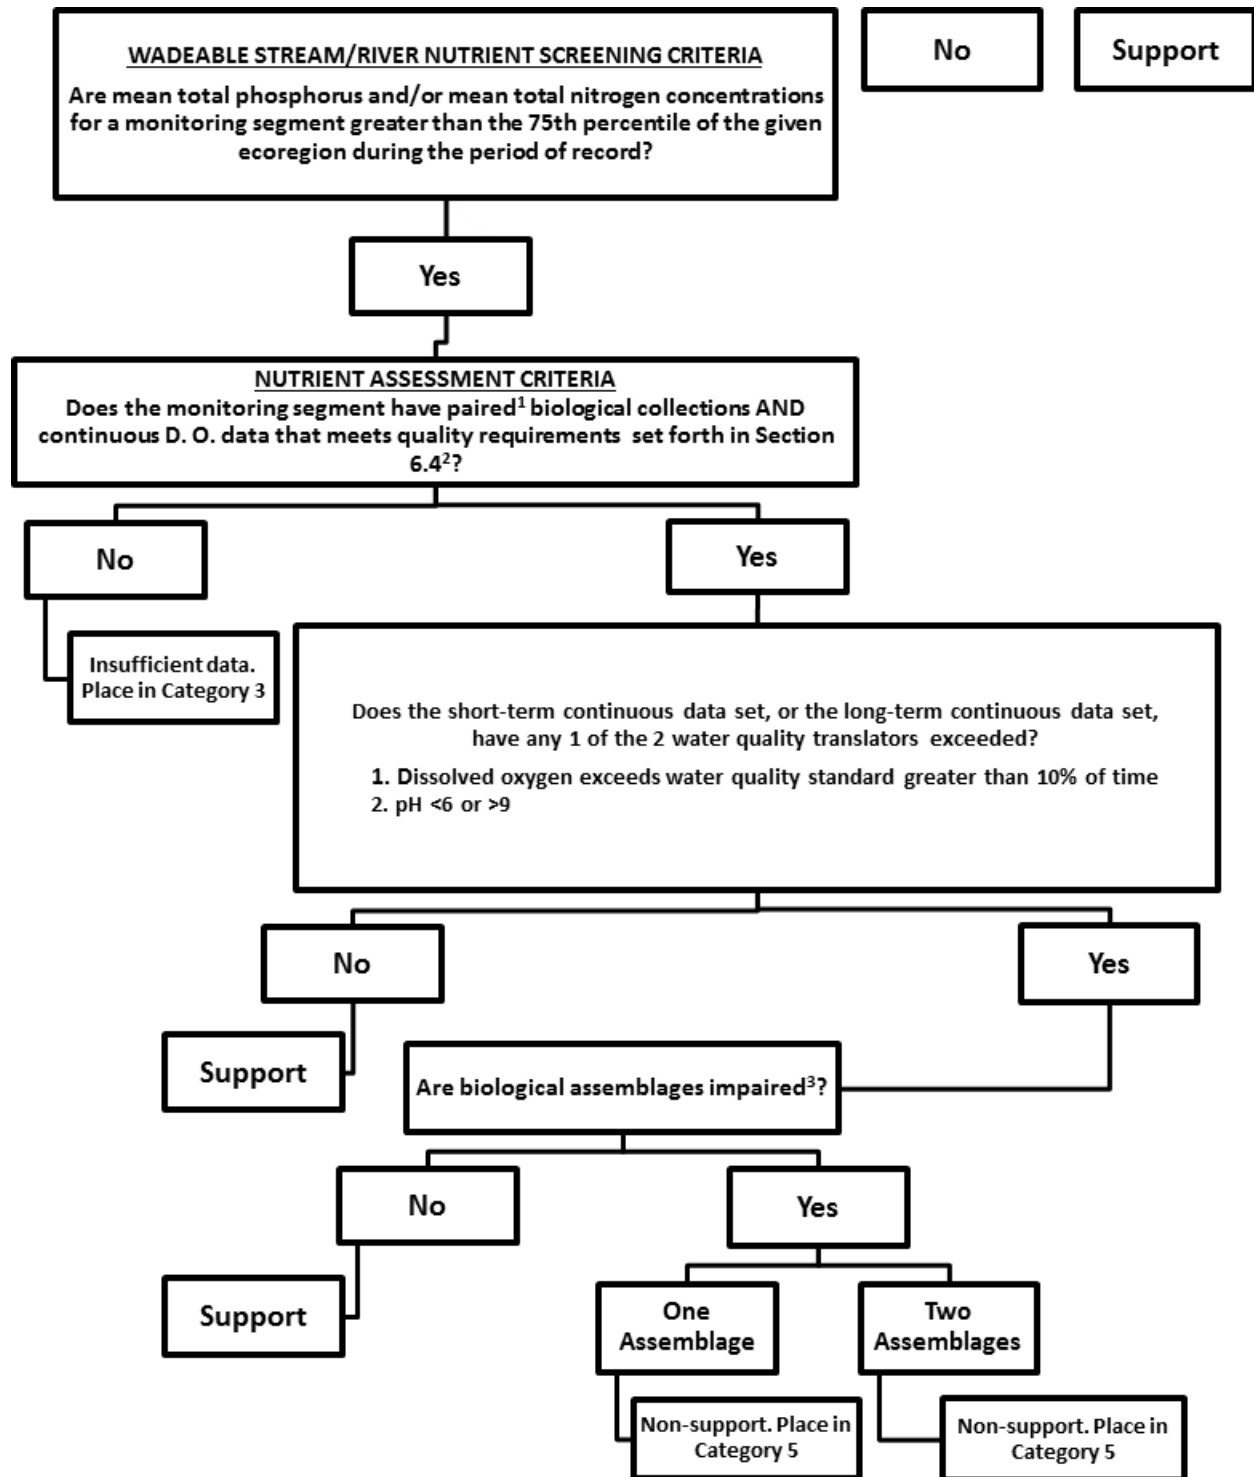 WADEABLE STREAM/RIVER NUTRIENT SCREENING CRITERIA
Are mean total phosphorus and/or mean total nitrogen concentrations
for a monitoring segment greater than the 75th percentile of the given
ecoregion during the period of record?
No
Support
Yes
NUTRIENT ASSESSMENT CRITERIA
Does the monitoring segment have paired¹ biological collections AND
continuous D. O. data that meets quality requirements set forth in Section
6.4²?
No
Yes
Insufficient data.
Place in Category 3
Does the short-term continuous data set, or the long-term continuous data set,
have any 1 of the 2 water quality translators exceeded?
1. Dissolved oxygen exceeds water quality standard greater than 10% of time
2. pH <6 or >9
No
Yes
Support
Are biological assemblages impaired³?
No
Yes
Support
One
Assemblage
Two
Assemblages
Non-support. Place in
Category 5
Non-support. Place in
Category 5